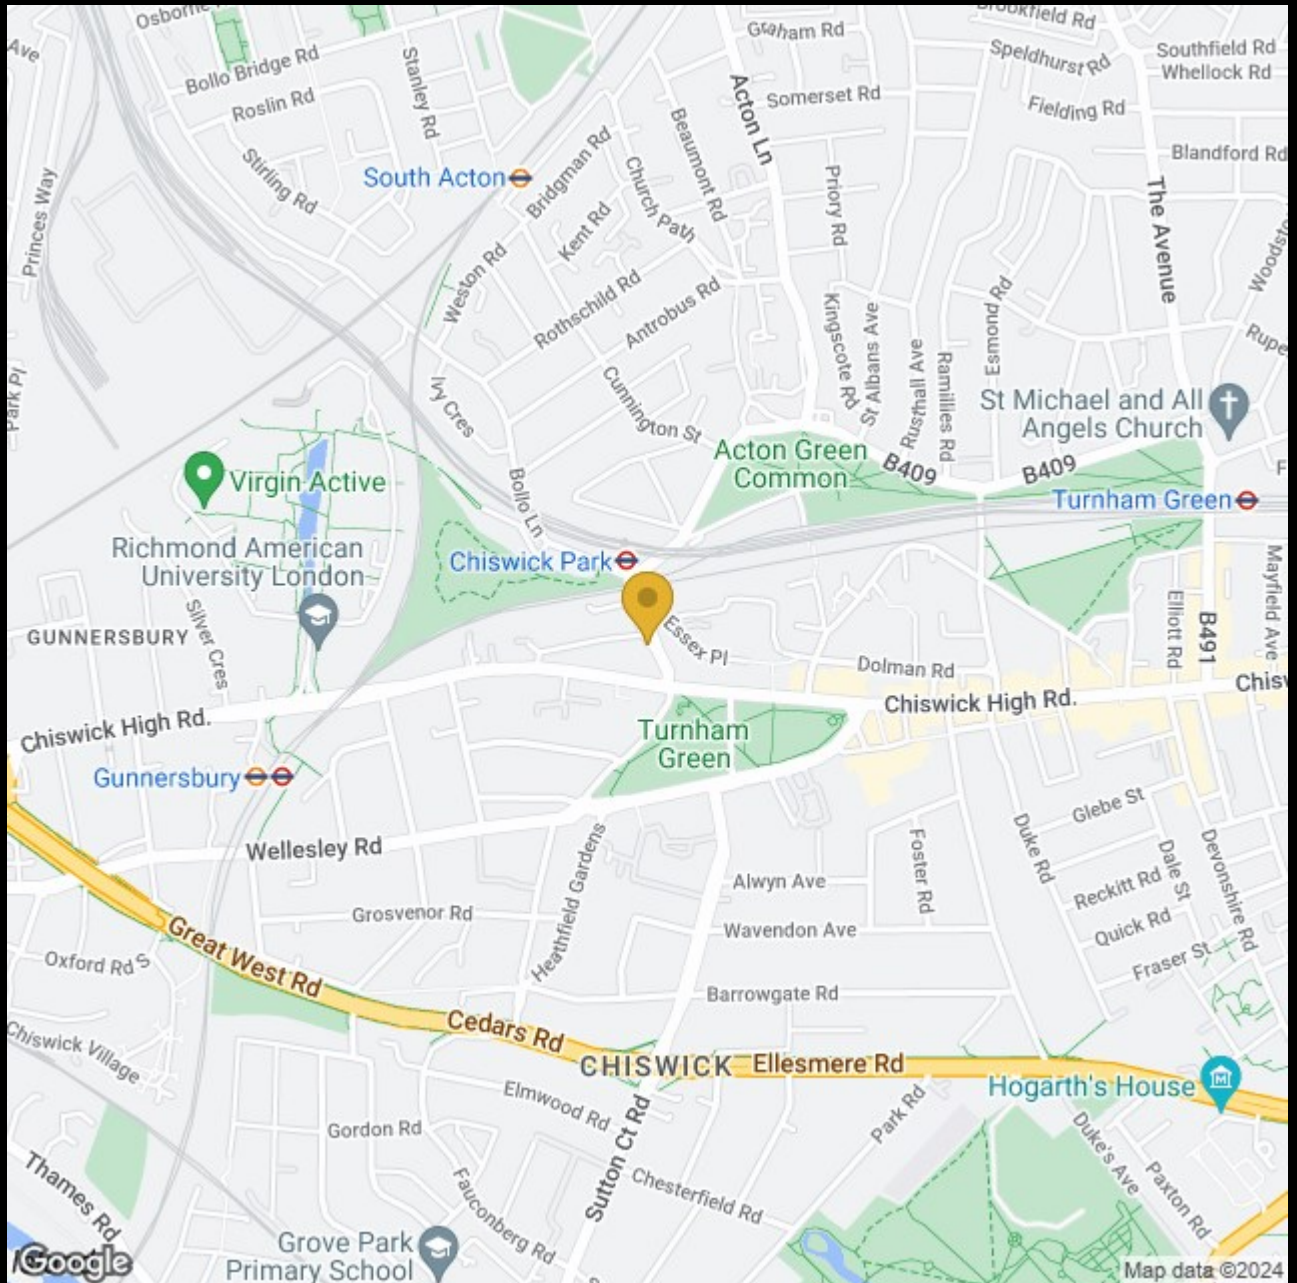 Osborne
Brookfield Rd
Graham Rd
Ave
Speldhurst Rd
Southfield Rd
Whellock Rd
Bollo Bridge Rd
Stanley Rd
Acton Ln
Somerset Rd
Roslin Rd
Fielding Rd
Beaumont Rd
Bridgman Rd
Blandford Rd
Stirling Rd
South Acton
Church Path
Priory Rd
Princes Way
Kent Rd
The Avenue
Weston Rd
Woodsto
Rothschild Rd
Antrobus Rd
Kingscote Rd
St Albans Ave
Esmond Rd
Rusthall Ave
Ramillies Rd
Rupe
Park Pl
Ivy Cres
Cunnington St
St Michael and All
Angels Church
Acton Green
Common
B409
B409
F
Virgin Active
Bollo Ln
Turnham Green
Richmond American
University London
Chiswick Park
Mayfield Ave
Elliott Rd
B491
GUNNERSBURY
Silver Cres
Essex Pl
Dolman Rd
Chiswick High Rd.
Chisw
Chiswick High Rd.
Turnham
Green
Gunnersbury
Glebe St
Wellesley Rd
Heathfield Gardens
Foster Rd
Duke Rd
Dale St
Devonshire Rd
Alwyn Ave
Reckitt Rd
Grosvenor Rd
Wavendon Ave
Quick Rd
Great West Rd
Oxford Rd S
Fraser St
Barrowgate Rd
Cedars Rd
Chiswick Village
CHISWICK
Ellesmere Rd
Hogarth's House
Elmwood Rd
Park Rd
Gordon Rd
Sutton Ct Rd
Duke's Ave
Thames Rd
Fauconberg Rd
Chesterfield Rd
Paxton Rd
Grove Park
Primary School
Google
Map data ©2024